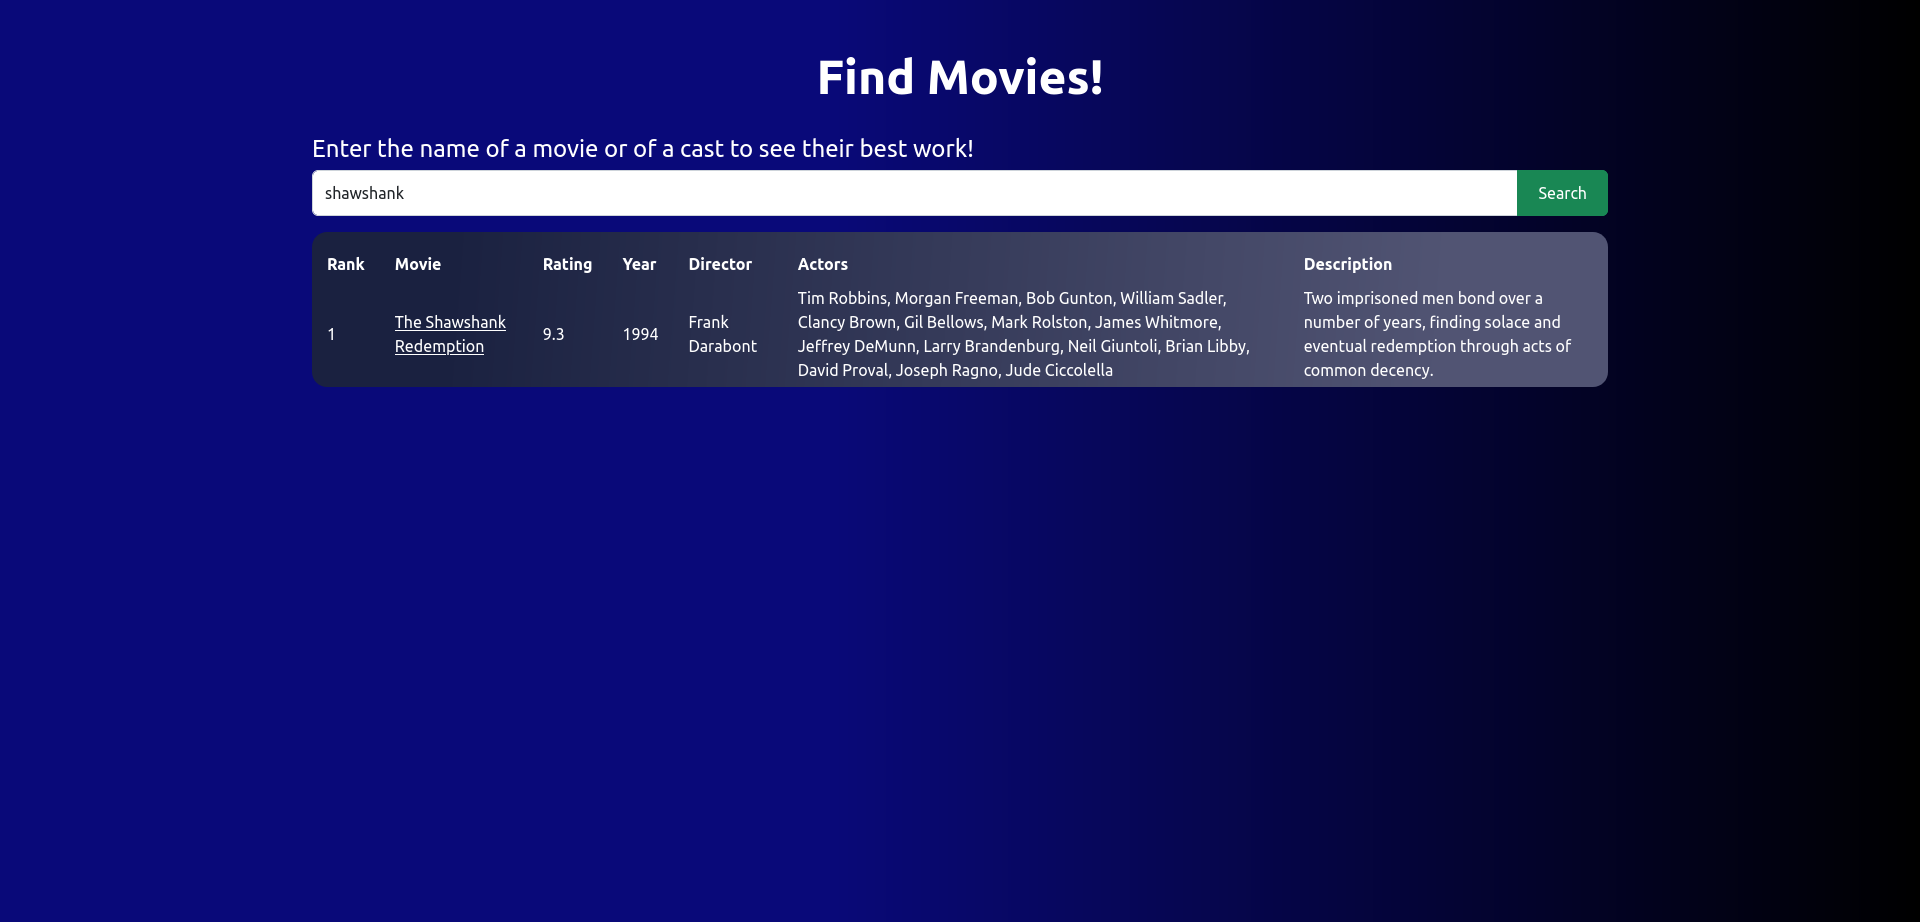 Find Movies!
Enter the name of a movie or of a cast to see their best work!
shawshank
Search
Rank Movie Rating Year Director Actors Description
1
The Shawshank
Redemption
9.3
1994
Frank
Darabont
Tim Robbins, Morgan Freeman, Bob Gunton, William Sadler,
Clancy Brown, Gil Bellows, Mark Rolston, James Whitmore,
Jeffrey DeMunn, Larry Brandenburg, Neil Giuntoli, Brian Libby,
David Proval, Joseph Ragno, Jude Ciccolella
Two imprisoned men bond over a
number of years, finding solace and
eventual redemption through acts of
common decency.